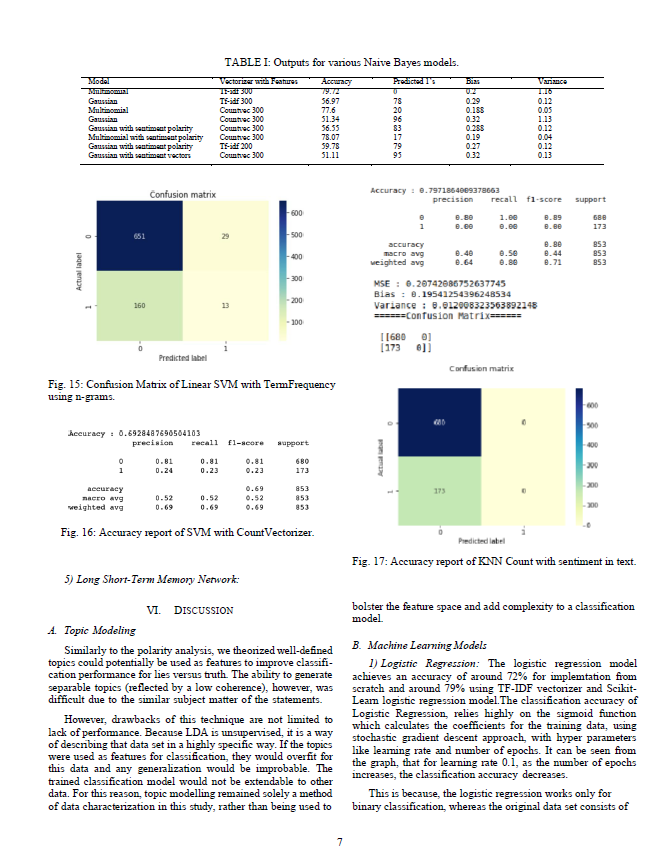 TABLE I: Outputs for various Naive Bayes models.
Model Vectorizer with Features Accuracy Predicted 1's Bias Variance
Multinomial Tf-idf 300 79.72 0 0.2 1.16
Gaussian Tf-idf 300 56.97 78 0.29 0.12
Multinomial Countvec 300 77.6 20 0.188 0.05
Gaussian Countvec 300 51.34 96 0.32 1.13
Gaussian with sentiment polarity Countvec 300 56.55 83 0.288 0.12
Multinomial with sentiment polarity Countvec 300 78.07 17 0.19 0.04
Gaussian with sentiment polarity Tf-idf 200 59.78 79 0.27 0.12
Gaussian with sentiment vectors Countvec 300 51.11 95 0.32 0.13
Confusion matrix
Actual label
0
1
651 29
160 13
0 1
Predicted label
600
500
400
300
200
100
Fig. 15: Confusion Matrix of Linear SVM with TermFrequency
using n-grams.
Accuracy : 0.6928487690504103
precision recall f1-score support
0 0.81 0.81 0.81 680
1 0.24 0.23 0.23 173
accuracy 0.69 853
macro avg 0.52 0.52 0.52 853
weighted avg 0.69 0.69 0.69 853
Fig. 16: Accuracy report of SVM with CountVectorizer.
5) Long Short-Term Memory Network:
VI. DISCUSSION
A. Topic Modeling
Similarly to the polarity analysis, we theorized well-defined
topics could potentially be used as features to improve classifi-
cation performance for lies versus truth. The ability to generate
separable topics (reflected by a low coherence), however, was
difficult due to the similar subject matter of the statements.
However, drawbacks of this technique are not limited to
lack of performance. Because LDA is unsupervised, it is a way
of describing that data set in a highly specific way. If the topics
were used as features for classification, they would overfit for
this data and any generalization would be improbable. The
trained classification model would not be extendable to other
data. For this reason, topic modelling remained solely a method
of data characterization in this study, rather than being used to
Accuracy : 0.7971864009378663
precision recall f1-score support
0 0.80 1.00 0.89 680
1 0.00 0.00 0.00 173
accuracy 0.80 853
macro avg 0.40 0.50 0.44 853
weighted avg 0.64 0.80 0.71 853
MSE : 0.20742086752637745
Bias : 0.19541254396248534
Variance : 0.012008323563892148
======Confusion Matrix======
[[680 0]
[173 0]]
Confusion matrix
Actual label
0
1
680 0
173 0
0 1
Predicted label
600
500
400
300
200
100
0
Fig. 17: Accuracy report of KNN Count with sentiment in text.
bolster the feature space and add complexity to a classification
model.
B. Machine Learning Models
1) Logistic Regression: The logistic regression model
achieves an accuracy of around 72% for implemtation from
scratch and around 79% using TF-IDF vectorizer and Scikit-
Learn logistic regression model.The classification accuracy of
Logistic Regression, relies highly on the sigmoid function
which calculates the coefficients for the training data, using
stochastic gradient descent approach, with hyper parameters
like learning rate and number of epochs. It can be seen from
the graph, that for learning rate 0.1, as the number of epochs
increases, the classification accuracy decreases.
This is because, the logistic regression works only for
binary classification, whereas the original data set consists of
7